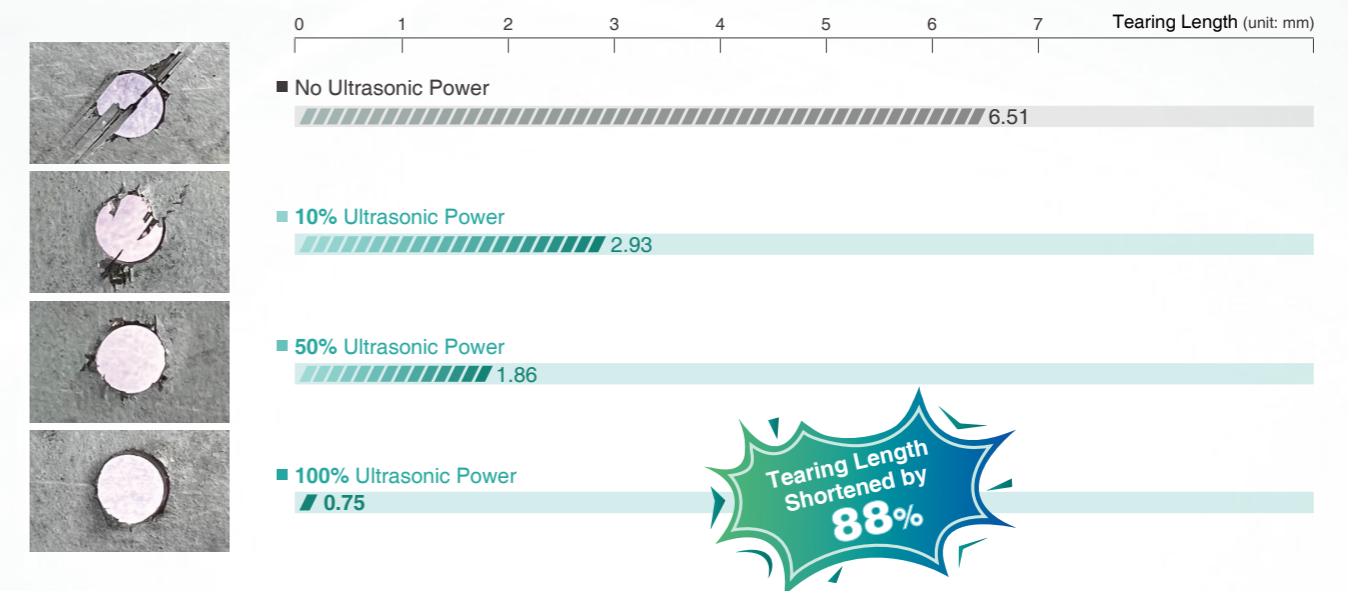 0 1 2 3 4 5 6 7 Tearing Length (unit: mm)
No Ultrasonic Power
6.51
10% Ultrasonic Power
2.93
50% Ultrasonic Power
1.86
100% Ultrasonic Power
0.75
Tearing Length
Shortened by
88%